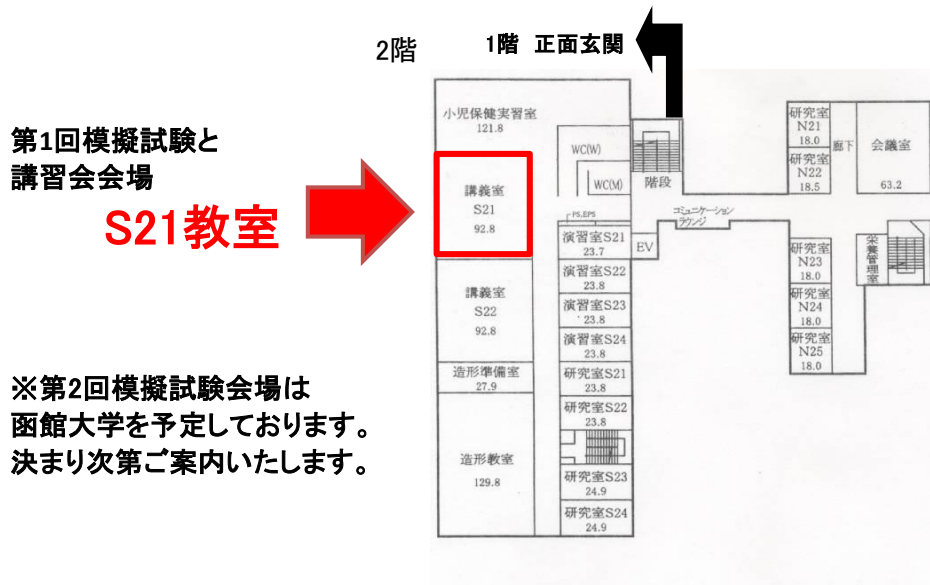 2階
1階 正面玄関
第1回模擬試験と
講習会会場
S21教室
※第2回模擬試験会場は
函館大学を予定しております。
決まり次第ご案内いたします。
小児保健実習室
121.8
講義室
S21
92.8
講義室
S22
92.8
造形準備室
27.9
造形教室
129.8
WC(W)
WC(M)
PS,EPS
階段
EV
演習室S21
23.7
演習室S22
23.8
演習室S23
23.8
演習室S24
23.8
研究室S21
23.8
研究室S22
23.8
研究室S23
24.9
研究室S24
24.9
コミュニケーション
ラウンジ
研究室
N21
18.0
研究室
N22
18.5
廊下
会議室
63.2
研究室
N23
18.0
研究室
N24
18.0
研究室
N25
18.0
栄養管理室